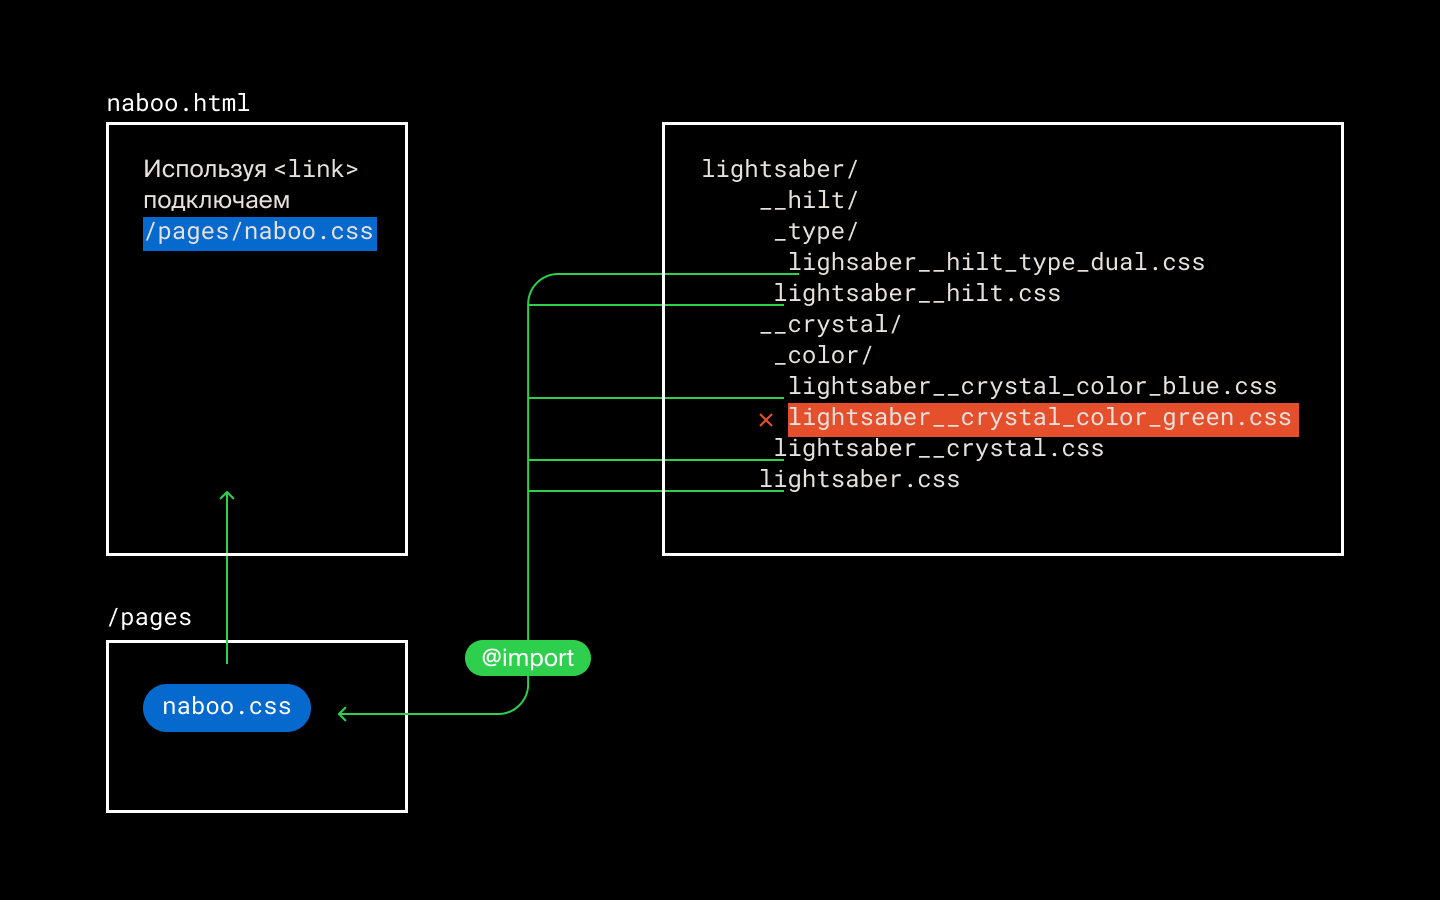 naboo.html
Используя <link>
подключаем
/pages/naboo.css
lightsaber/
__hilt/
_type/
lighsaber__hilt_type_dual.css
lightsaber__hilt.css
__crystal/
_color/
lightsaber__crystal_color_blue.css
× lightsaber__crystal_color_green.css
lightsaber__crystal.css
lightsaber.css
/pages
@import
naboo.css